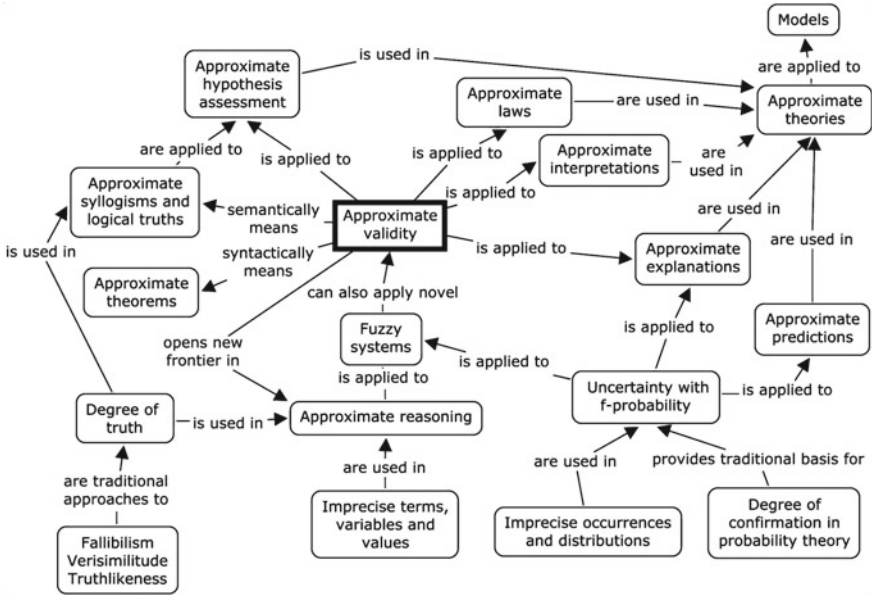 Models
is used in
are applied to
Approximate
hypothesis
assessment
Approximate
laws
are used in
Approximate
theories
are applied to
is applied to
is applied to
Approximate
interpretations
are
used in
Approximate
syllogisms and
logical truths
semantically
means
Approximate
validity
is applied to
are used in
is used in
syntactically
means
is applied to
Approximate
explanations
are used in
Approximate
theorems
can also apply novel
opens new
frontier in
Fuzzy
systems
is applied to
Approximate
predictions
is applied to
is applied to
Uncertainty with
f-probability
is applied to
Degree of
truth
is used in
Approximate reasoning
are traditional
approaches to
are used in
are used in
provides traditional basis for
Fallibilism
Verisimilitude
Truthlikeness
Imprecise terms,
variables and
values
Imprecise occurrences
and distributions
Degree of
confirmation in
probability theory